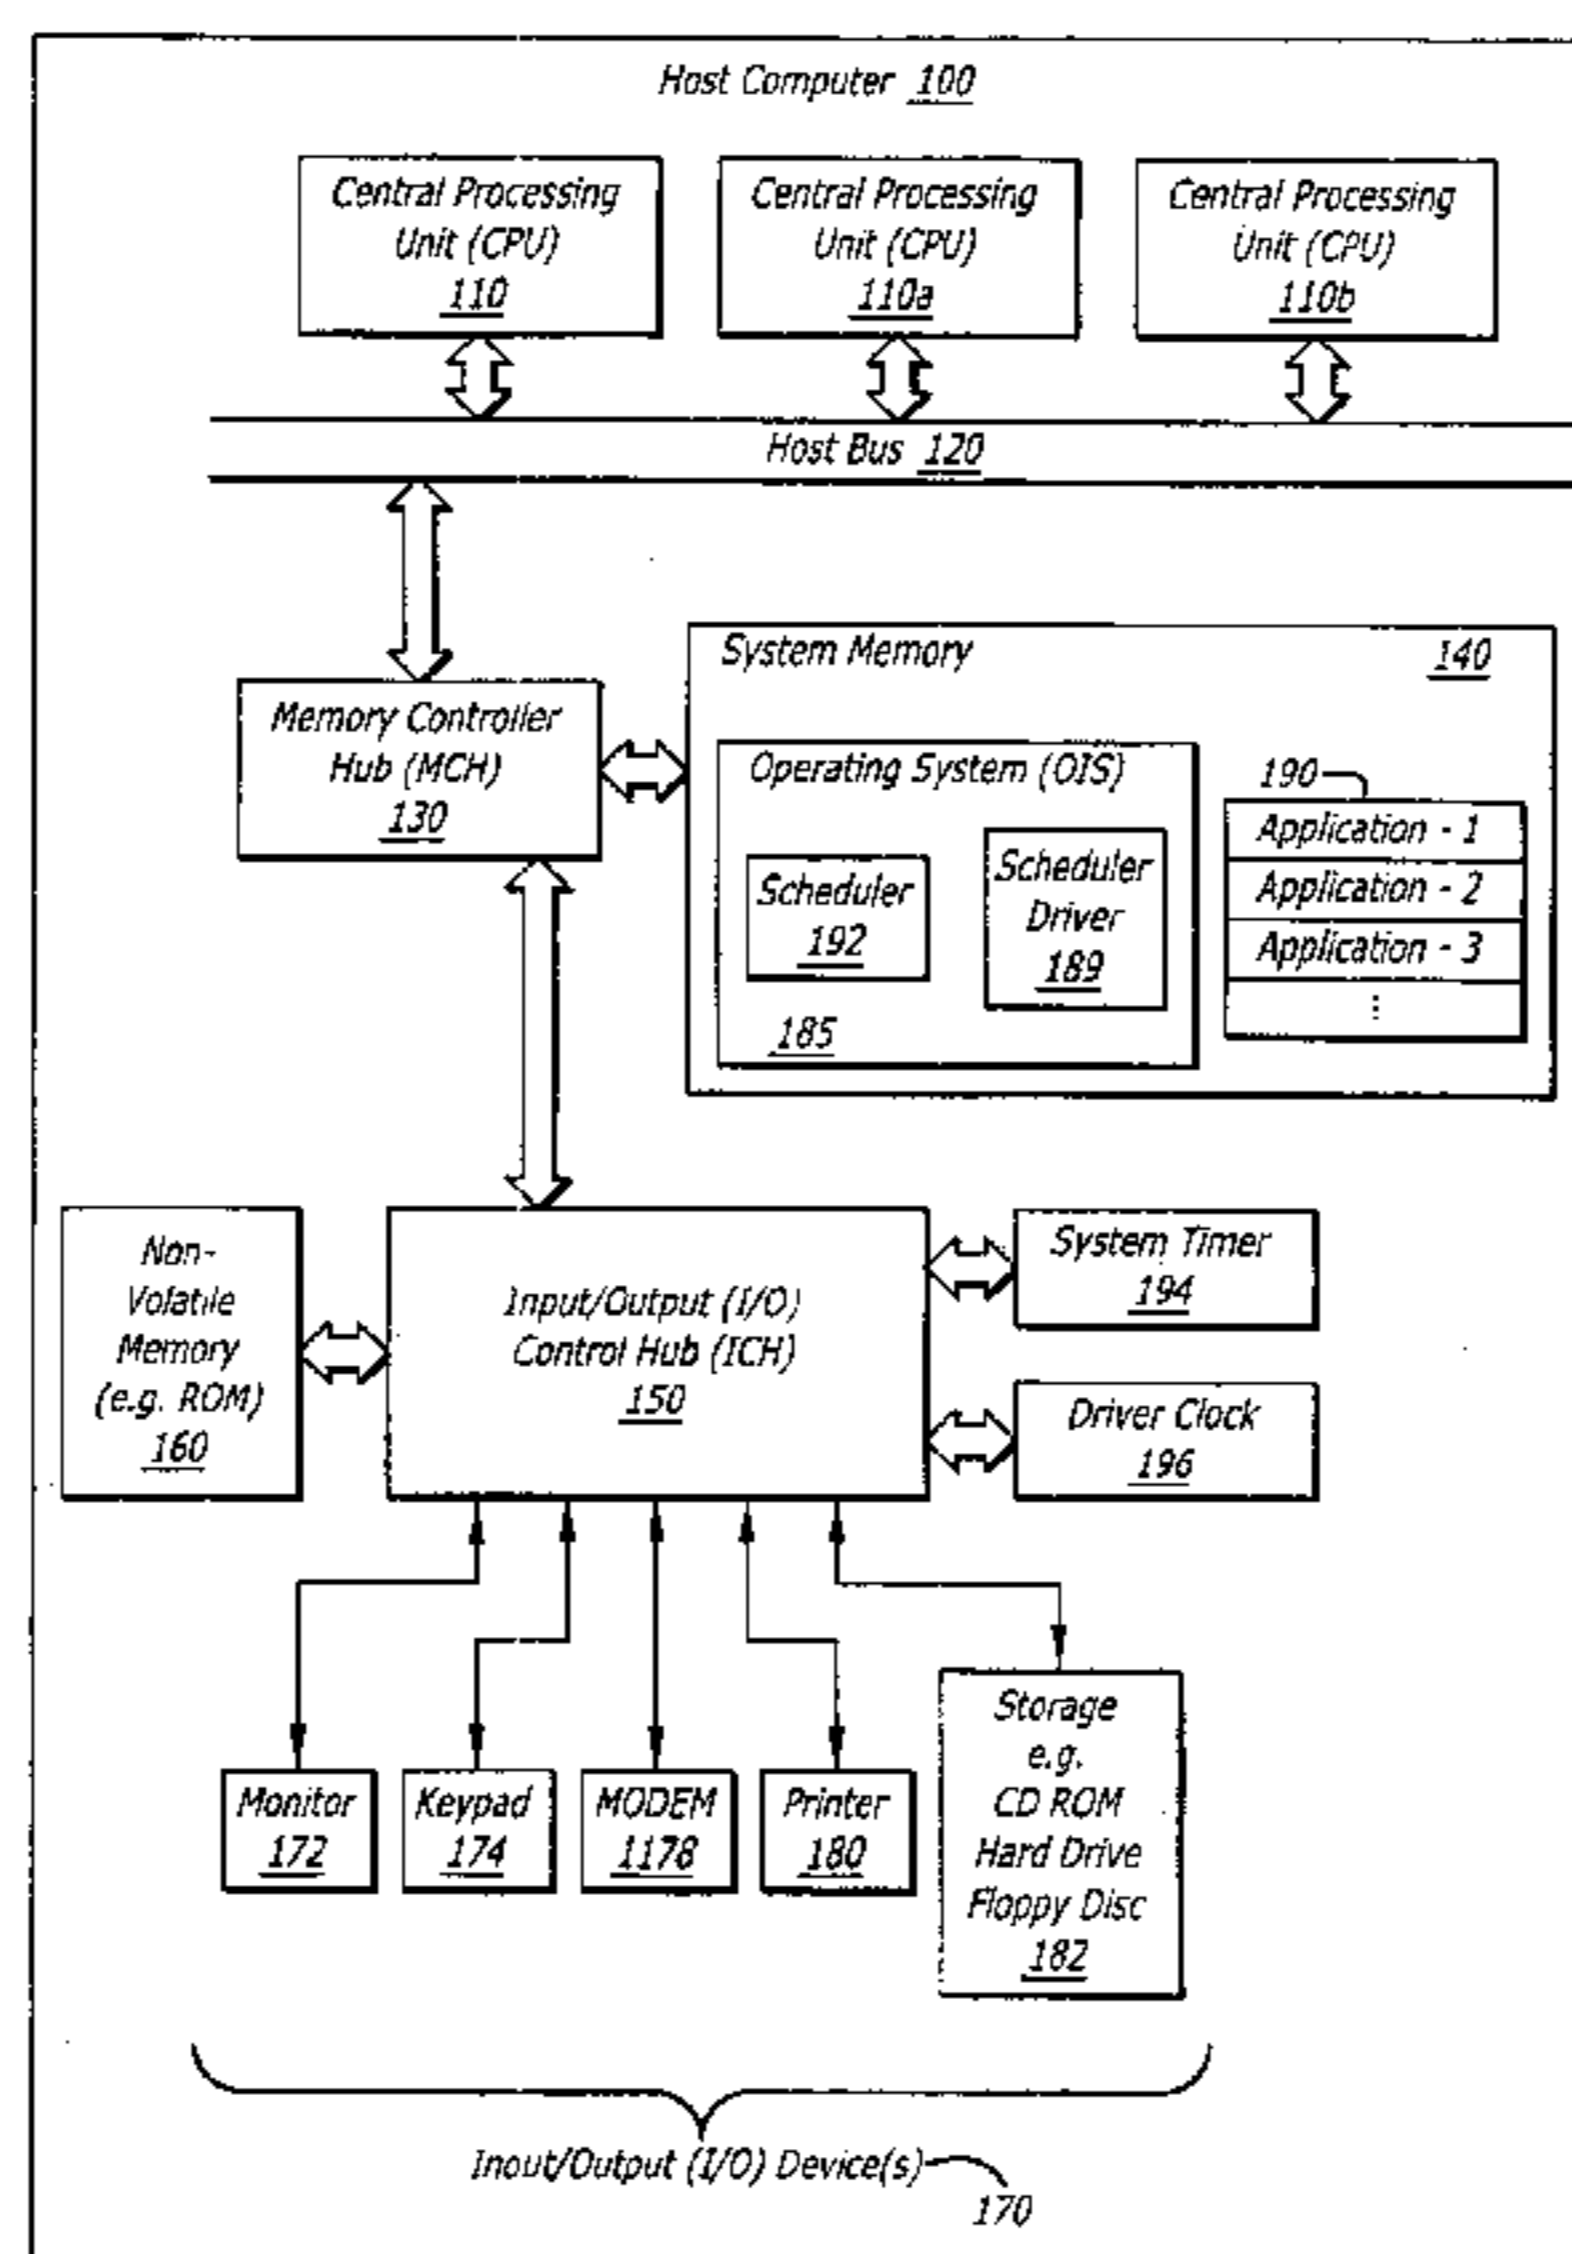 Host Computer 100
Central Processing
Unit (CPU)
110
Central Processing
Unit (CPU)
110a
Central Processing
Unit (CPU)
110b
Host Bus 120
Memory Controller
Hub (MCH)
130
System Memory
140
Operating System (OIS)
Scheduler
192
Scheduler
Driver
189
185
190
Application - 1
Application - 2
Application - 3
⋮
Non-
Volatile
Memory
(e.g. ROM)
160
Input/Output (I/O)
Control Hub (ICH)
150
System Timer
194
Driver Clock
196
Monitor
172
Keypad
174
MODEM
1178
Printer
180
Storage
e.g.
CD ROM
Hard Drive
Floppy Disc
182
Inout/Output (I/O) Device(s)
170